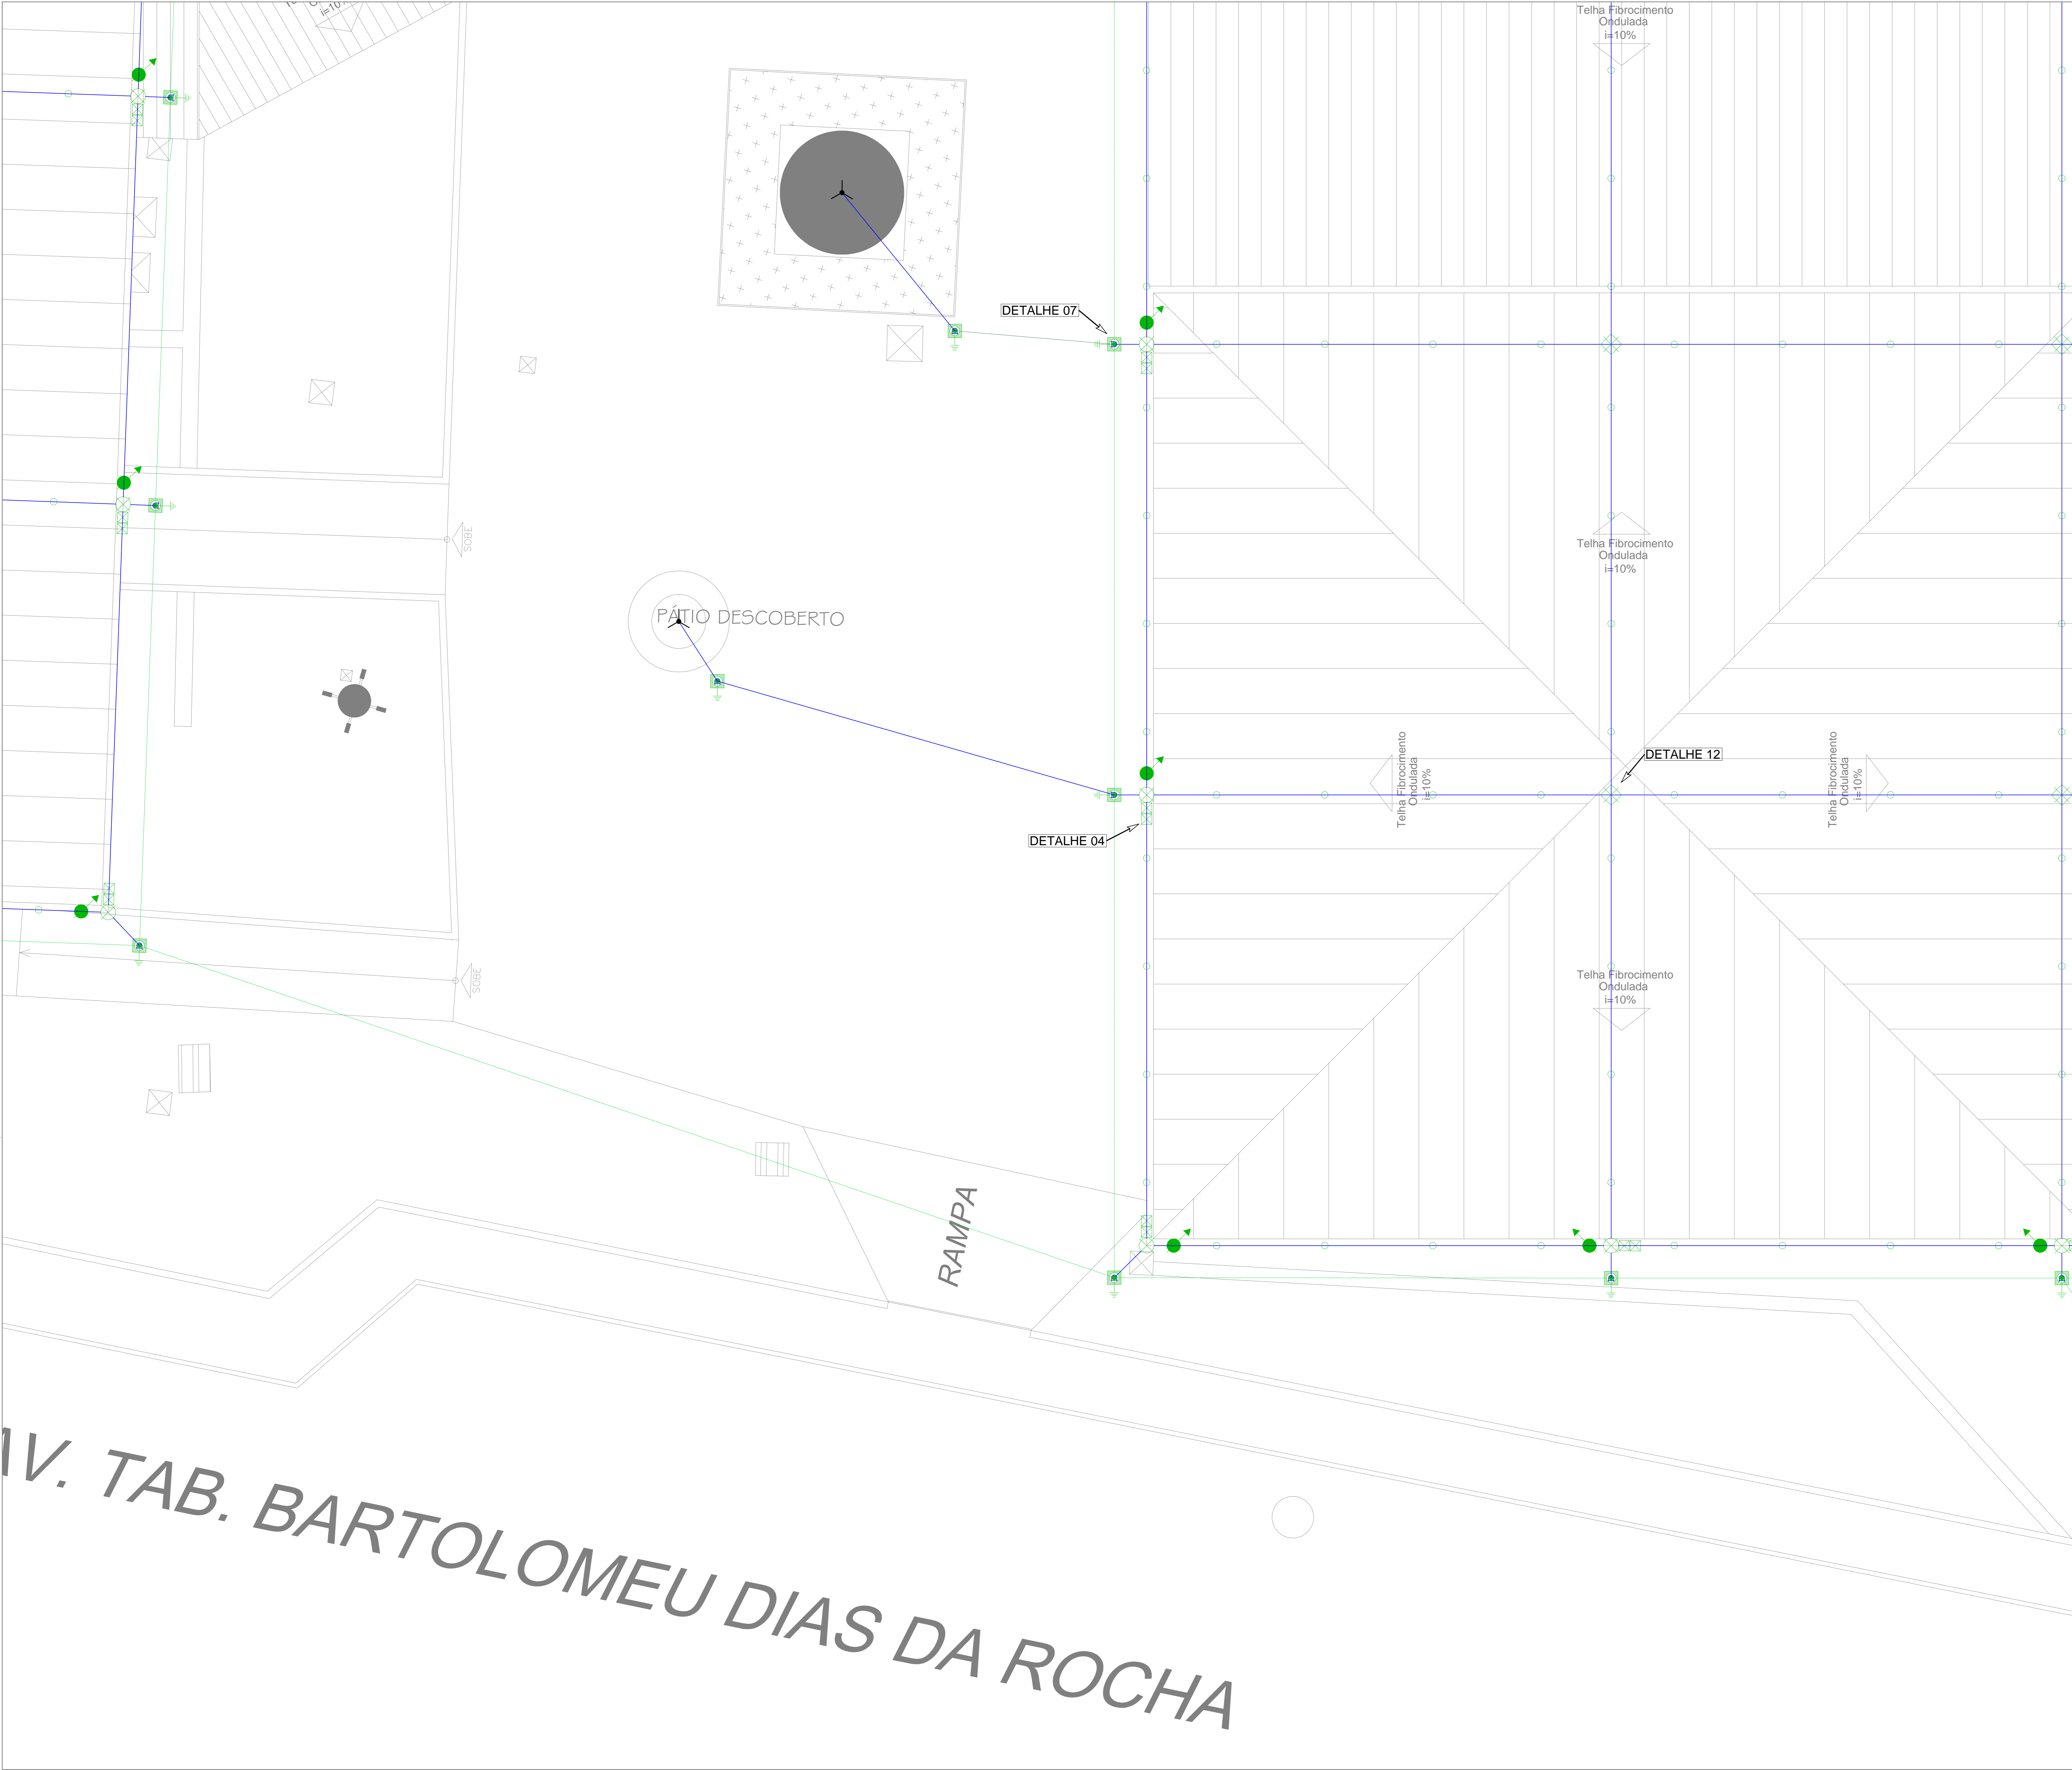 i=10%
Telha Fibrocimento
Ondulada
i=10%
DETALHE 07
SOBE
Telha Fibrocimento
Ondulada
i=10%
PÁTIO DESCOBERTO
Telha Fibrocimento
Ondulada
i=10%
DETALHE 12
Telha Fibrocimento
Ondulada
i=10%
DETALHE 04
SOBE
Telha Fibrocimento
Ondulada
i=10%
RAMPA
AV. TAB. BARTOLOMEU DIAS DA ROCHA